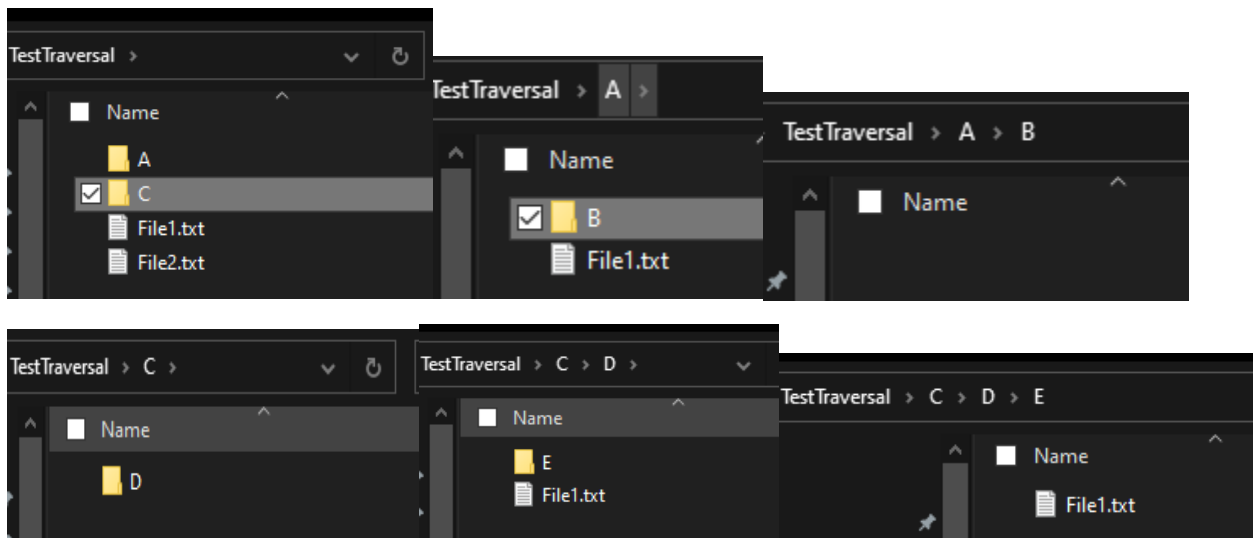 TestTraversal >
Name
A
C
File1.txt
File2.txt
TestTraversal > A >
Name
B
File1.txt
TestTraversal > A > B
Name
TestTraversal > C >
Name
D
TestTraversal > C > D >
Name
E
File1.txt
TestTraversal > C > D > E
Name
File1.txt